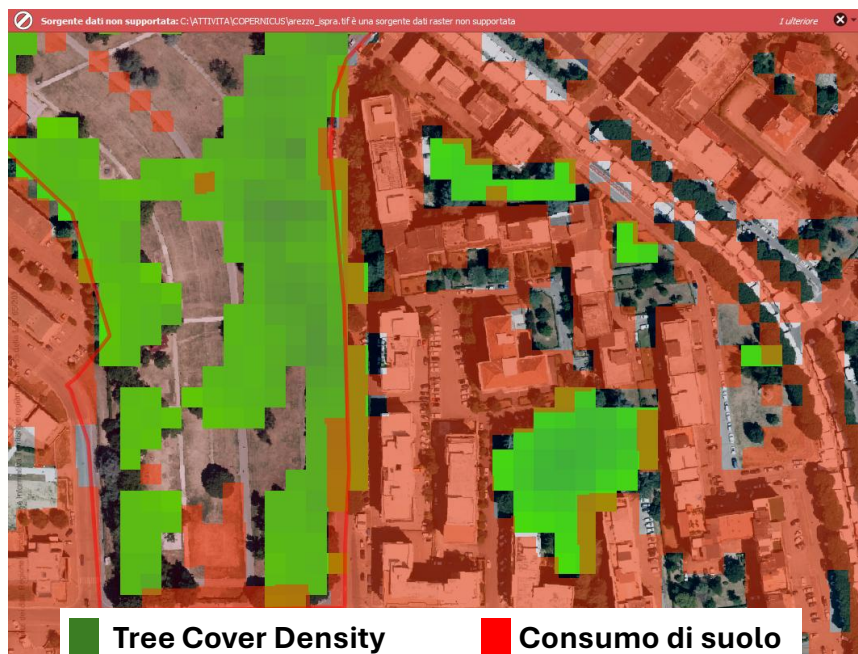 Sorgente dati non supportata: C:\ATTIVITA\COPERNICUS\arezzo_ispra.tif è una sorgente dati raster non supportata
1 ulteriore
Tree Cover Density
Consumo di suolo